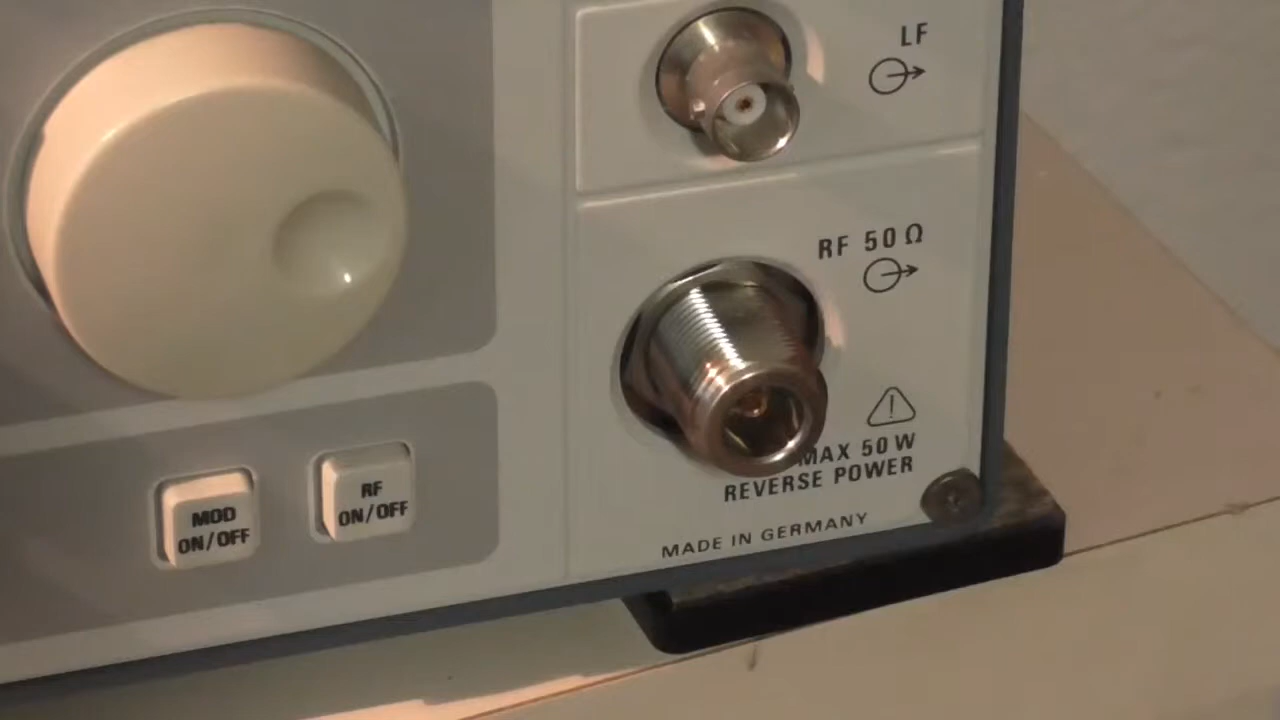 LF
RF 50 Ω
MAX 50 W
REVERSE POWER
MADE IN GERMANY
MOD
ON/OFF
RF
ON/OFF